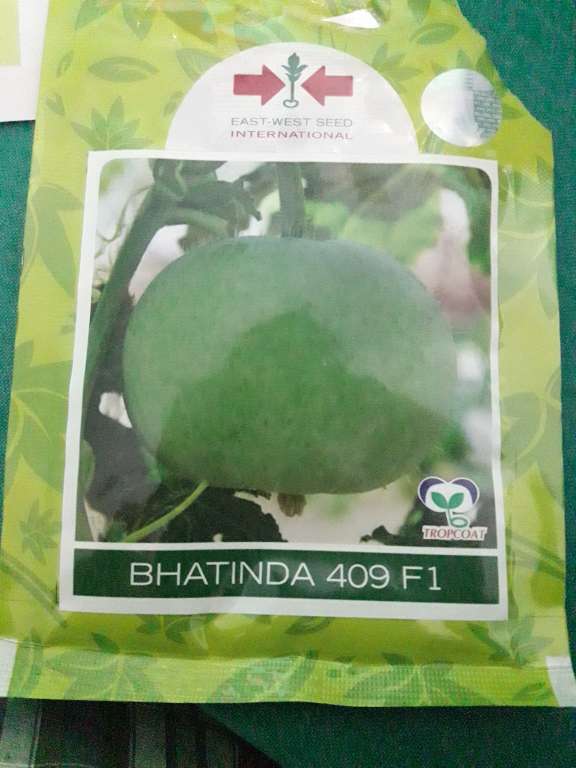 EAST-WEST SEED
INTERNATIONAL
TROPCOAT
BHATINDA 409 F1